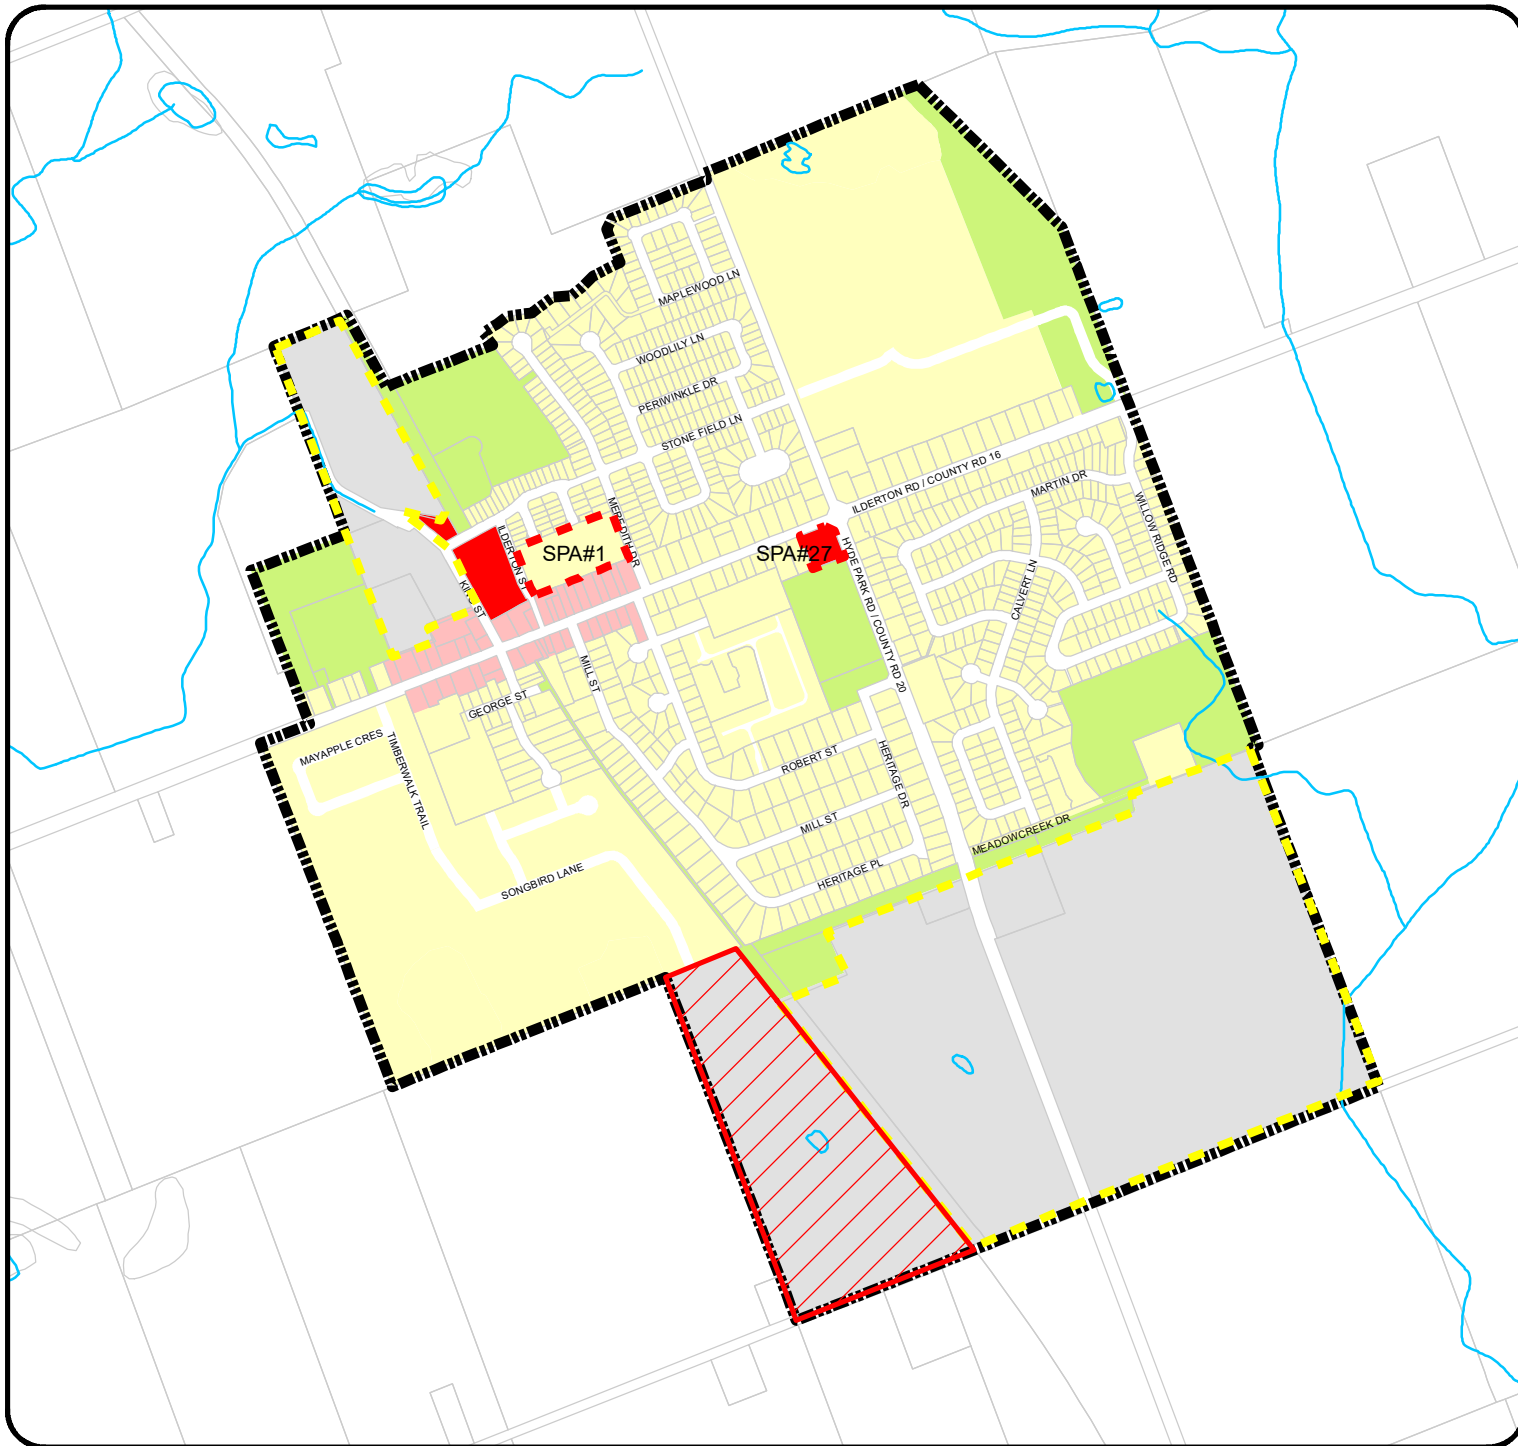 MAPLEWOOD LN
WOODLILY LN
PERIWINKLE DR
STONE FIELD LN
ILDERTON RD / COUNTY RD 16
MARTIN DR
WILLOW RIDGE RD
MEREDITH DR
ILDERTON ST
SPA#1
SPA#27
HYDE PARK RD / COUNTY RD 20
CALVERT LN
KING ST
MILL ST
GEORGE ST
MAYAPPLE CRES
TIMBERWALK TRAIL
ROBERT ST
HERITAGE DR
MILL ST
MEADOWCREEK DR
HERITAGE PL
SONGBIRD LANE